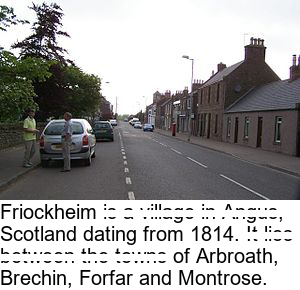 Friockheim is a village in Angus,
Scotland dating from 1814. It lies
between the towns of Arbroath,
Brechin, Forfar and Montrose.